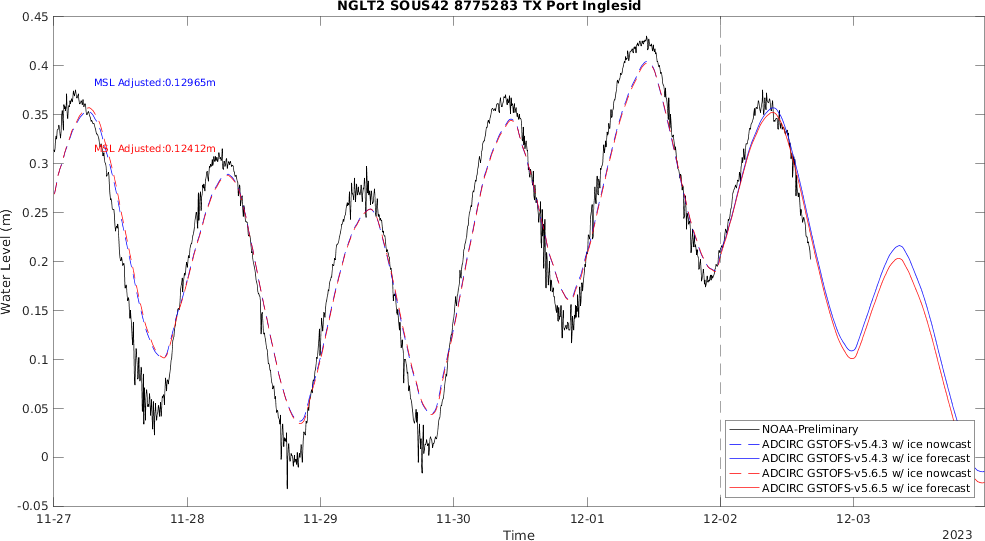 NGLT2 SOUS42 8775283 TX Port Inglesid
0.45
0.4
0.35
0.3
0.25
0.2
0.15
0.1
0.05
0
-0.05
Water Level (m)
MSL Adjusted:0.12965m
MSL Adjusted:0.12412m
NOAA-Preliminary
ADCIRC GSTOFS-v5.4.3 w/ ice nowcast
ADCIRC GSTOFS-v5.4.3 w/ ice forecast
ADCIRC GSTOFS-v5.6.5 w/ ice nowcast
ADCIRC GSTOFS-v5.6.5 w/ ice forecast
11-27 11-28 11-29 11-30 12-01 12-02 12-03
Time
2023